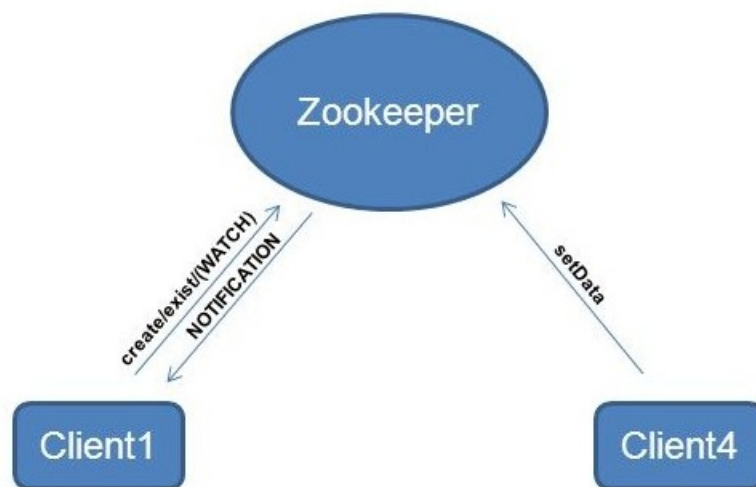 Zookeeper
create/exist/(WATCH)
NOTIFICATION
setData
Client1
Client4